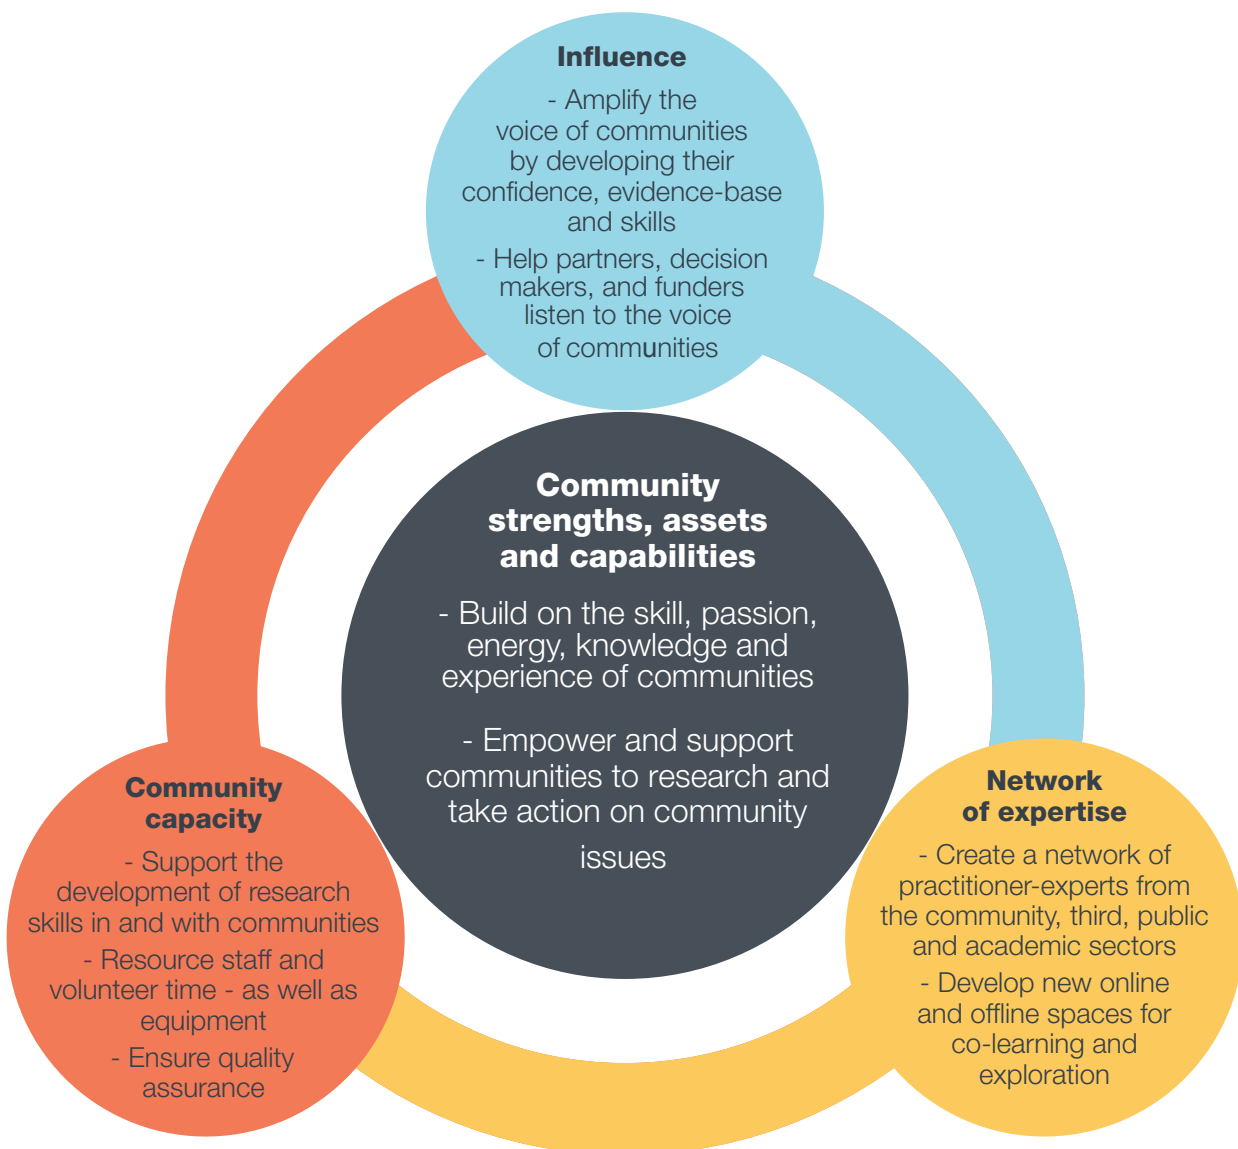 Influence
- Amplify the
voice of communities
by developing their
confidence, evidence-base
and skills
- Help partners, decision
makers, and funders
listen to the voice
of communities
Community
strengths, assets
and capabilities
- Build on the skill, passion,
energy, knowledge and
experience of communities
- Empower and support
communities to research and
take action on community
issues
Community
capacity
- Support the
development of research
skills in and with communities
- Resource staff and
volunteer time - as well as
equipment
- Ensure quality
assurance
Network
of expertise
- Create a network of
practitioner-experts from
the community, third, public
and academic sectors
- Develop new online
and offline spaces for
co-learning and
exploration